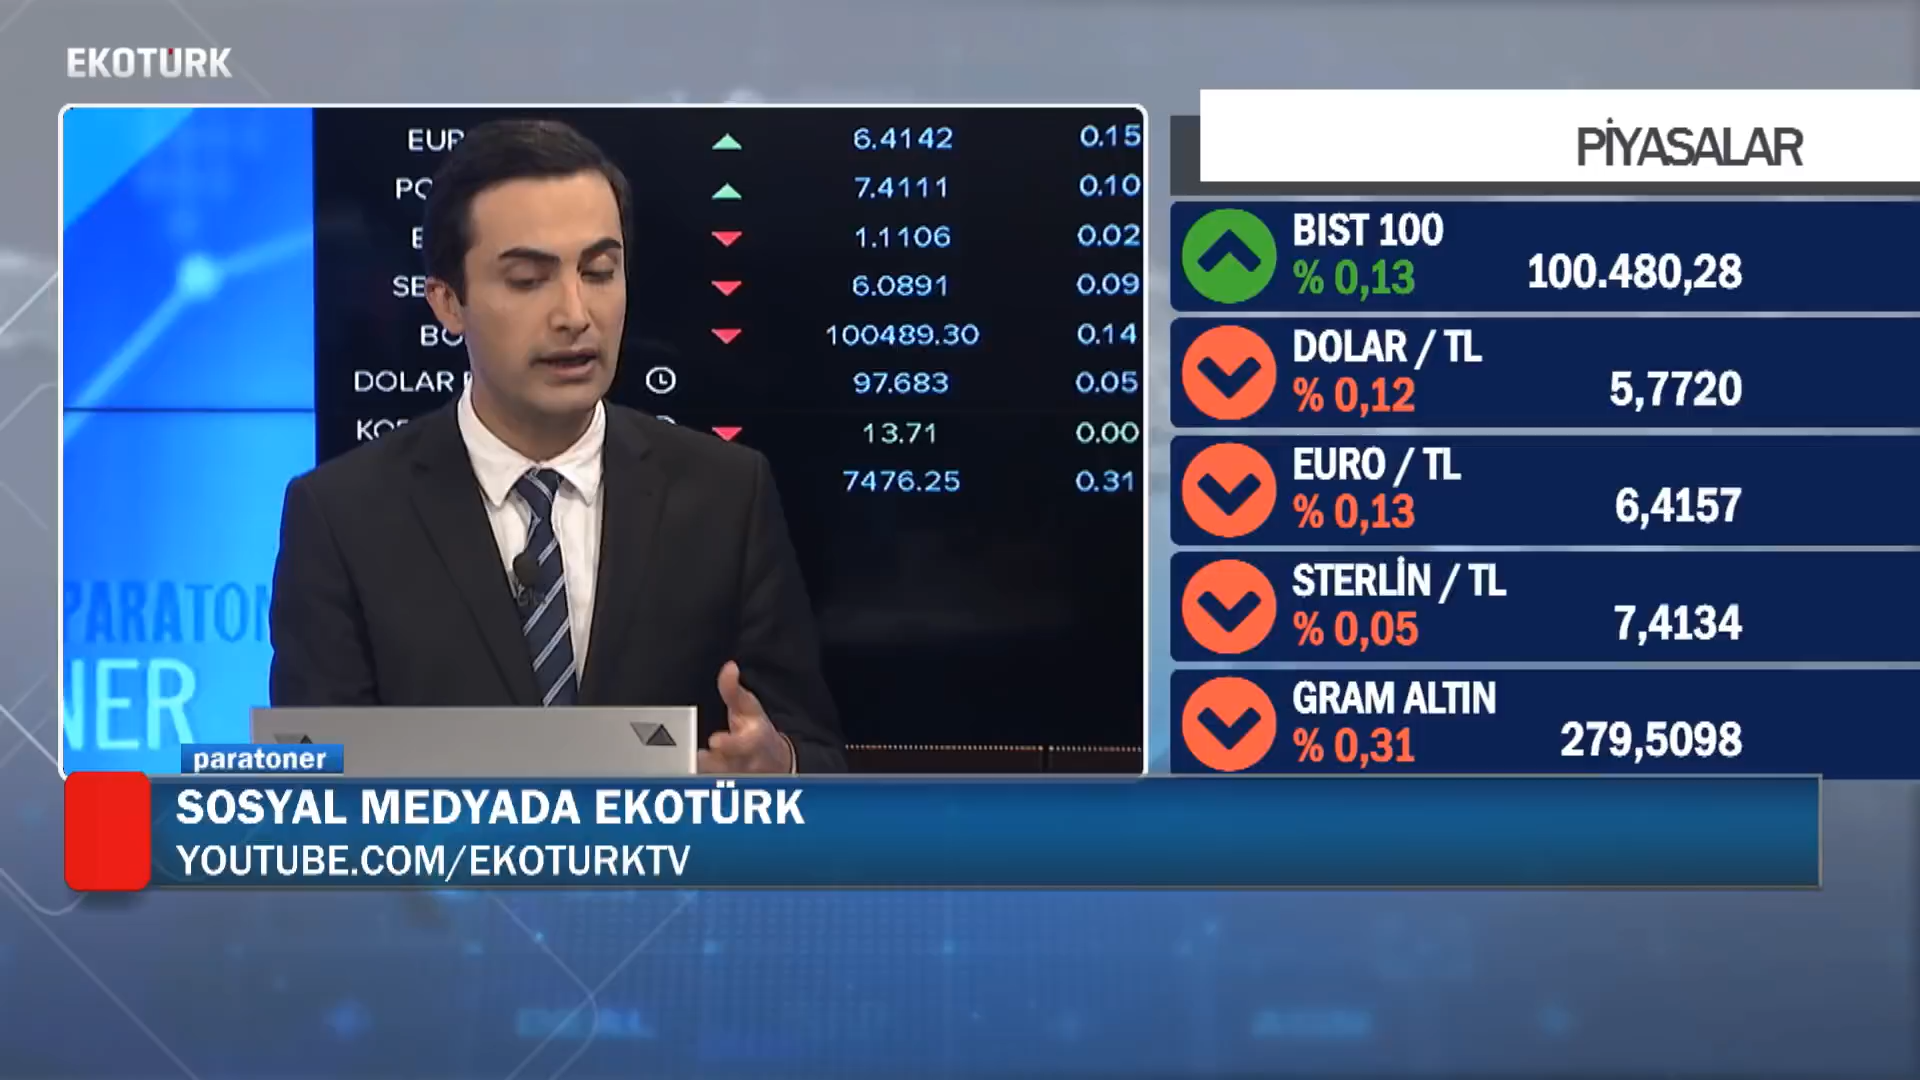 EKOTÜRK
6.4142 0.15
7.4111 0.10
1.1106 0.02
6.0891 0.09
100489.30 0.14
DOLAR 97.683 0.05
13.71 0.00
7476.25 0.31
NER
paratoner
PİYASALAR
BIST 100
% 0,13 100.480,28
DOLAR / TL
% 0,12 5,7720
EURO / TL
% 0,13 6,4157
STERLİN / TL
% 0,05 7,4134
GRAM ALTIN
% 0,31 279,5098
SOSYAL MEDYADA EKOTÜRK
YOUTUBE.COM/EKOTURKTV